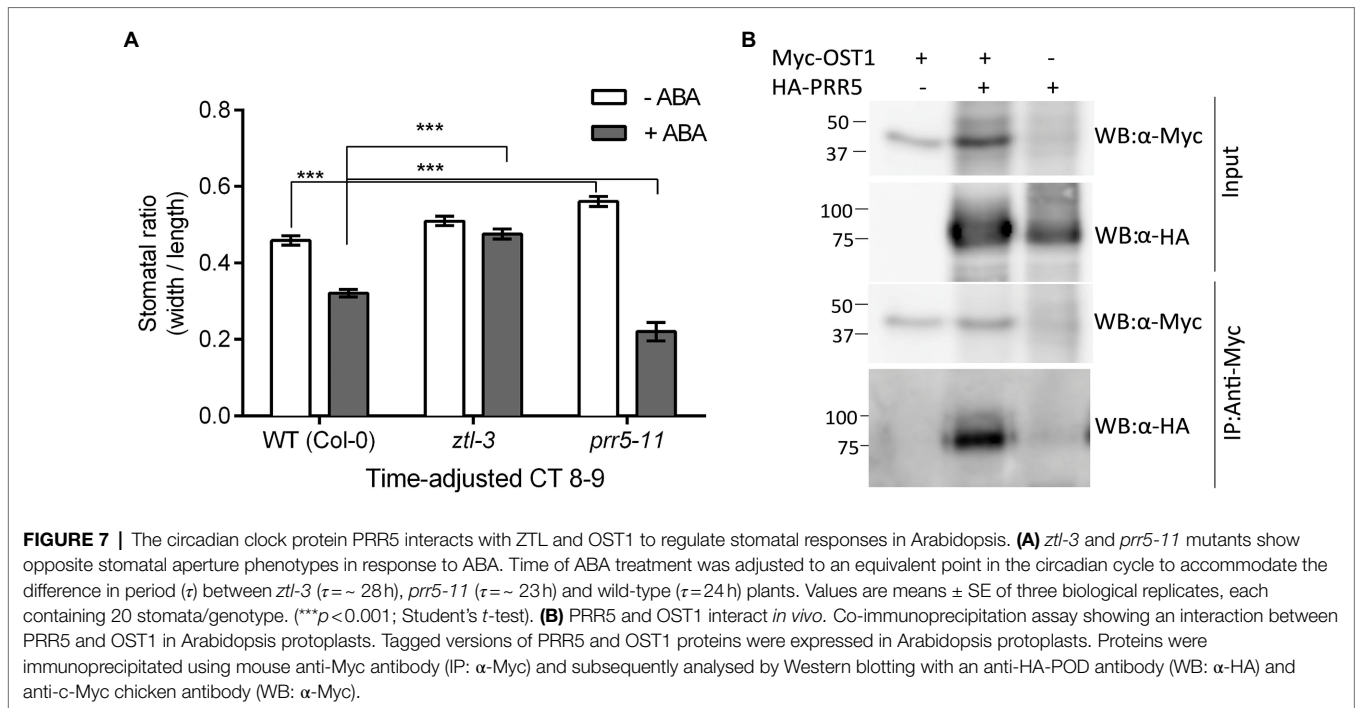 A
0.8
0.6
0.4
0.2
0.0
Stomatal ratio
(width / length)
- ABA
+ ABA
***
***
***
WT (Col-0)
ztl-3
prr5-11
Time-adjusted CT 8-9
B
Myc-OST1 + + -
HA-PRR5 - + +
50
37
WB:α-Myc
100
75
WB:α-HA
Input
50
37
WB:α-Myc
100
75
WB:α-HA
IP:Anti-Myc
FIGURE 7 | The circadian clock protein PRR5 interacts with ZTL and OST1 to regulate stomatal responses in Arabidopsis. (A) ztl-3 and prr5-11 mutants show
opposite stomatal aperture phenotypes in response to ABA. Time of ABA treatment was adjusted to an equivalent point in the circadian cycle to accommodate the
difference in period (τ) between ztl-3 (τ=~ 28h), prr5-11 (τ=~ 23h) and wild-type (τ=24h) plants. Values are means ± SE of three biological replicates, each
containing 20 stomata/genotype. (***p<0.001; Student's t-test). (B) PRR5 and OST1 interact in vivo. Co-immunoprecipitation assay showing an interaction between
PRR5 and OST1 in Arabidopsis protoplasts. Tagged versions of PRR5 and OST1 proteins were expressed in Arabidopsis protoplasts. Proteins were
immunoprecipitated using mouse anti-Myc antibody (IP: α-Myc) and subsequently analysed by Western blotting with an anti-HA-POD antibody (WB: α-HA) and
anti-c-Myc chicken antibody (WB: α-Myc).